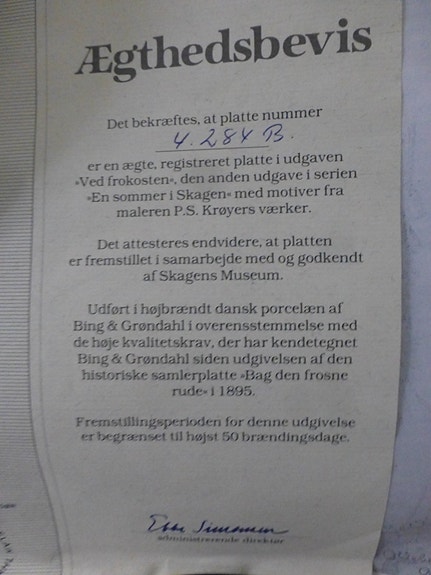 Ægthedsbevis
Det bekræftes, at platte nummer
4.284 B.
er en ægte, registreret platte i udgaven
»Ved frokosten«, den anden udgave i serien
»En sommer i Skagen« med motiver fra
maleren P.S. Krøyers værker.
Det attesteres endvidere, at platten
er fremstillet i samarbejde med og godkendt
af Skagens Museum.
Udført i højbrændt dansk porcelæn af
Bing & Grøndahl i overensstemmelse med
de høje kvalitetskrav, der har kendetegnet
Bing & Grøndahl siden udgivelsen af den
historiske samlerplatte »Bag den frosne
rude« i 1895.
Fremstillingsperioden for denne udgivelse
er begrænset til højst 50 brændingsdage.
administrerende direktør